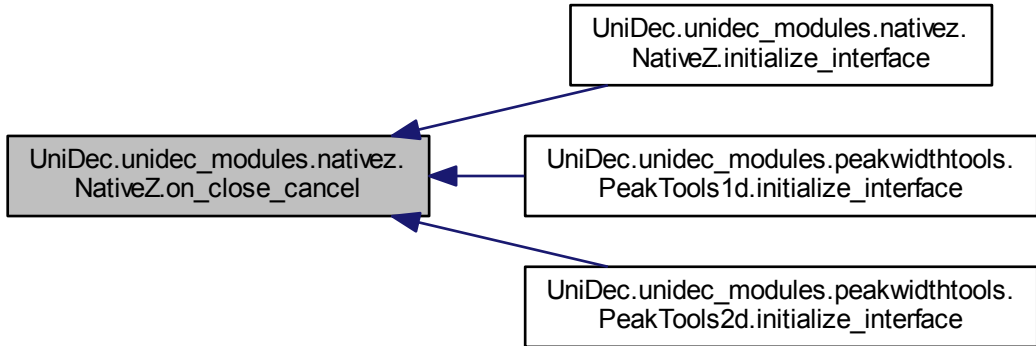 UniDec.unidec_modules.nativez.
NativeZ.initialize_interface
UniDec.unidec_modules.nativez.
NativeZ.on_close_cancel
UniDec.unidec_modules.peakwidthtools.
PeakTools1d.initialize_interface
UniDec.unidec_modules.peakwidthtools.
PeakTools2d.initialize_interface